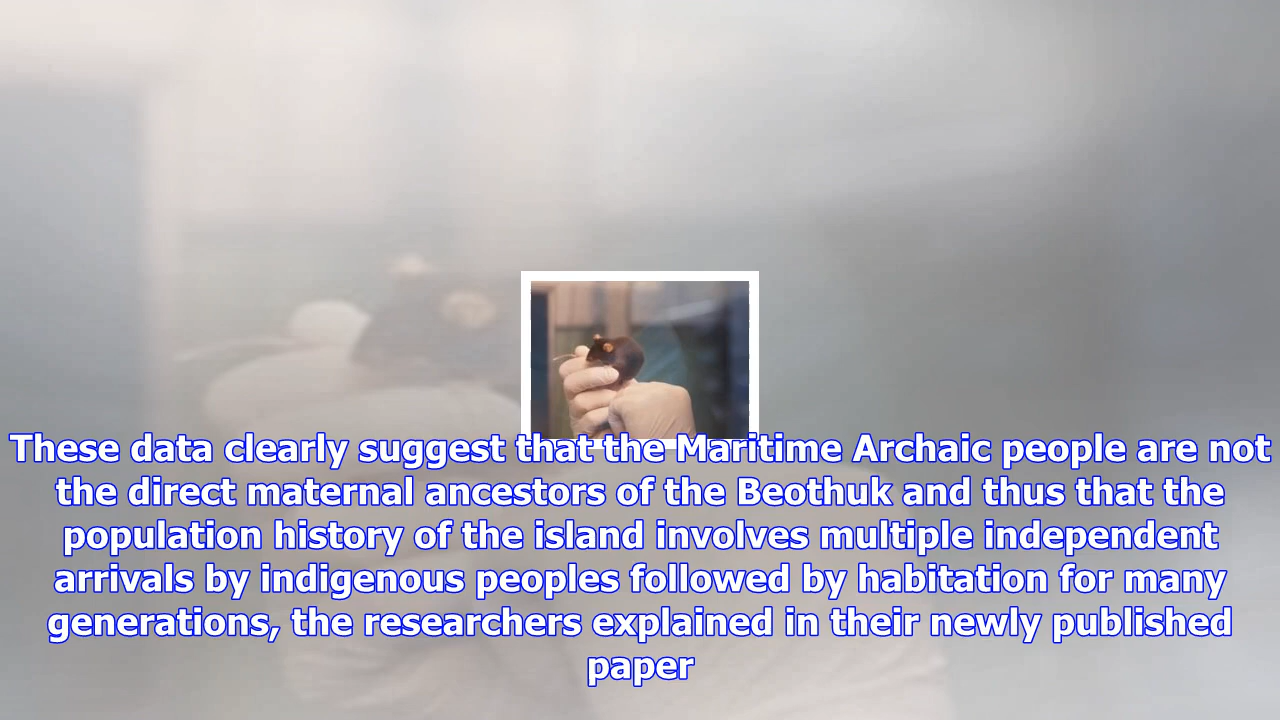 These data clearly suggest that the Maritime Archaic people are not
the direct maternal ancestors of the Beothuk and thus that the
population history of the island involves multiple independent
arrivals by indigenous peoples followed by habitation for many
generations, the researchers explained in their newly published
paper